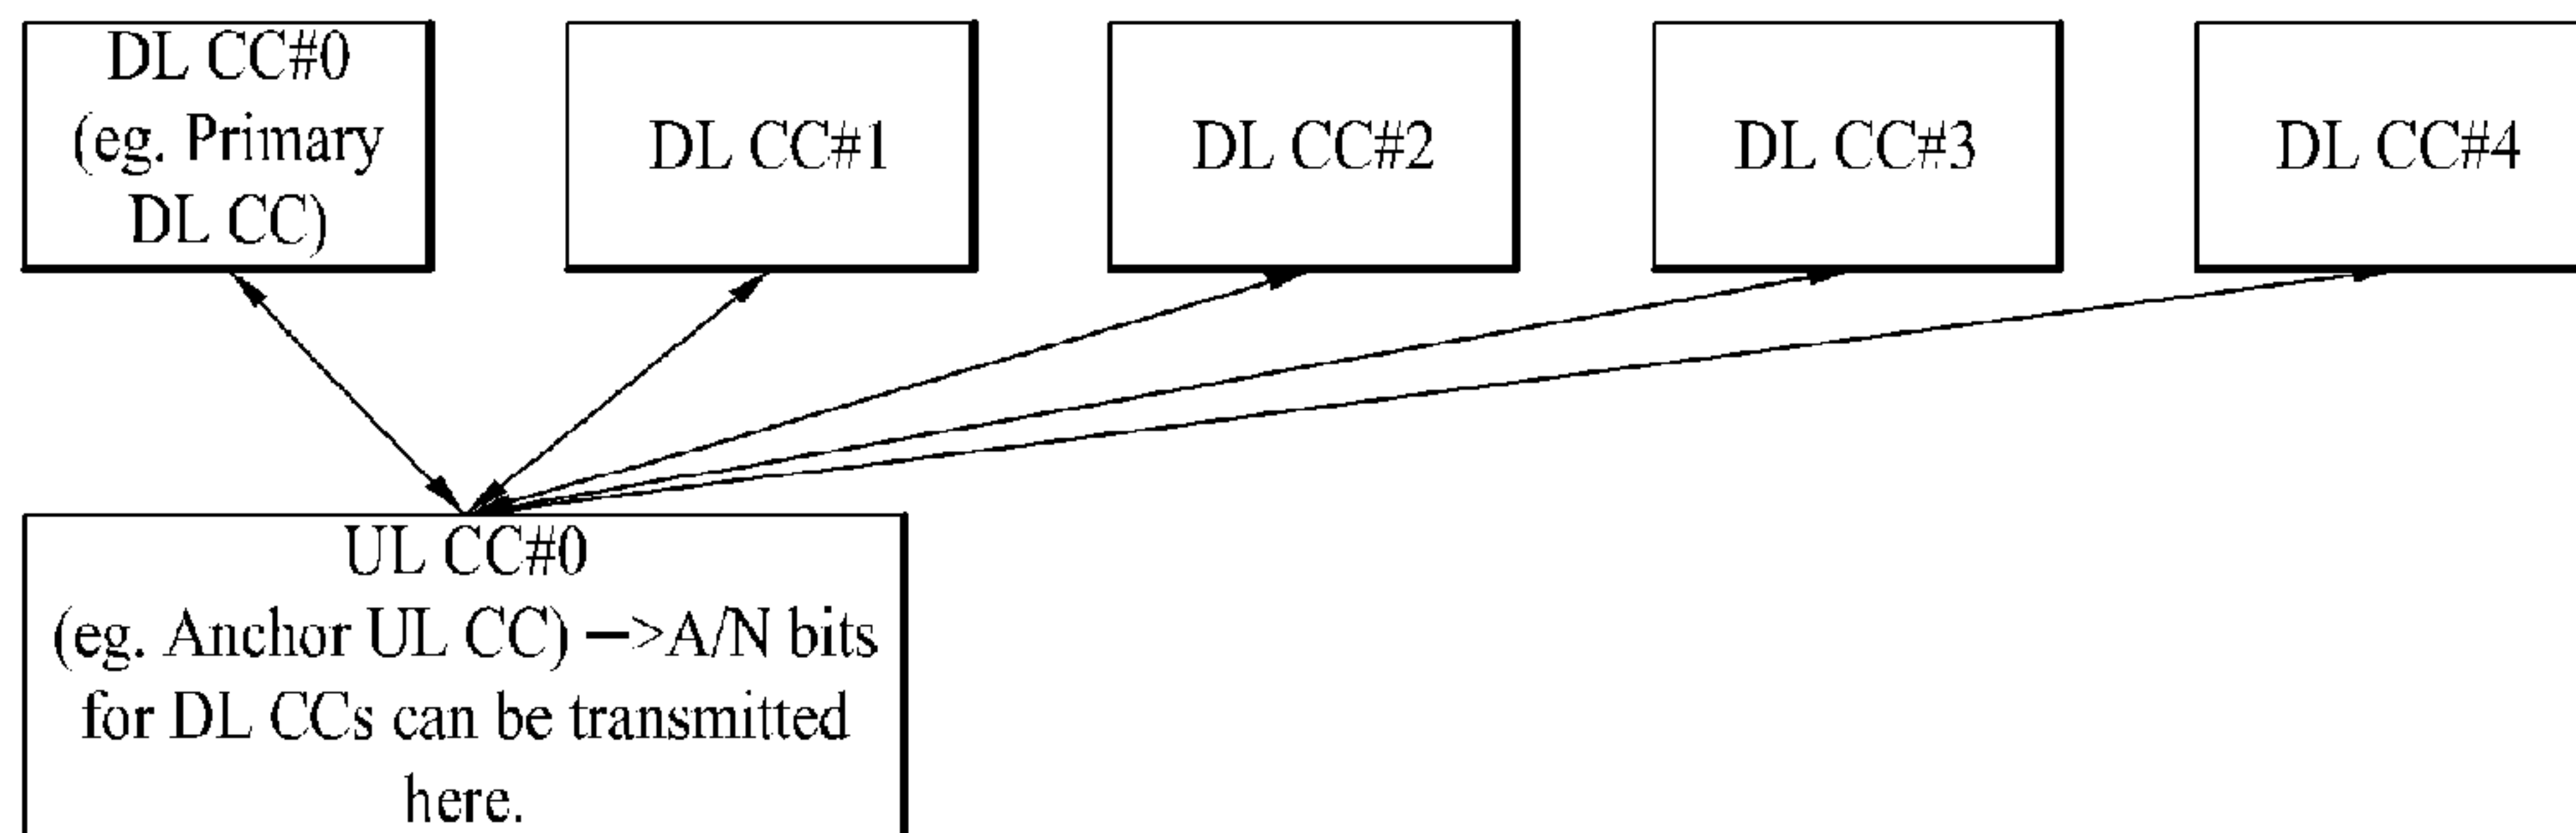 DL CC#0
(eg. Primary
DL CC)
DL CC#1
DL CC#2
DL CC#3
DL CC#4
UL CC#0
(eg. Anchor UL CC) —>A/N bits
for DL CCs can be transmitted
here.